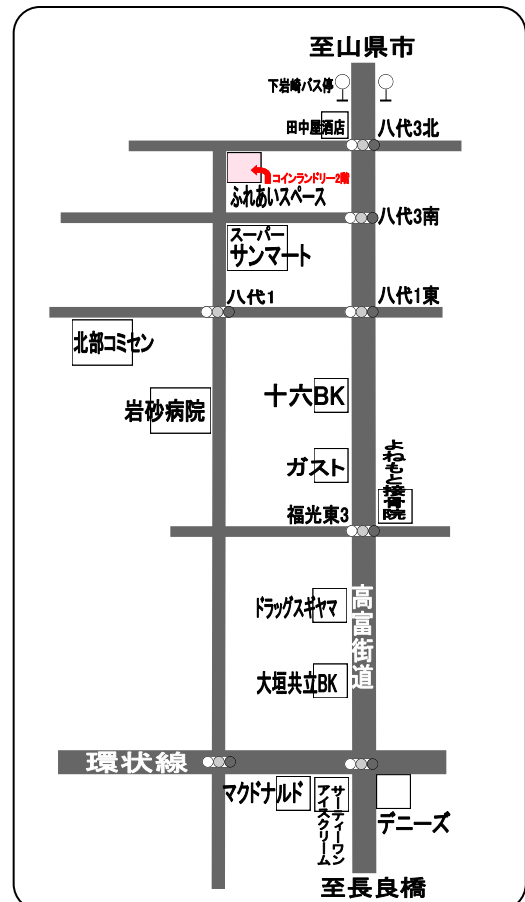 至山県市
下岩崎バス停
田中屋酒店
八代3北
コインランドリー2階
ふれあいスペース
八代3南
スーパー
サンマート
八代1
八代1東
北部コミセン
十六BK
岩砂病院
よねもと接骨院
ガスト
福光東3
ドラッグスギヤマ
高富街道
大垣共立BK
環状線
マクドナルド
サーティーワン
アイスクリーム
デニーズ
至長良橋